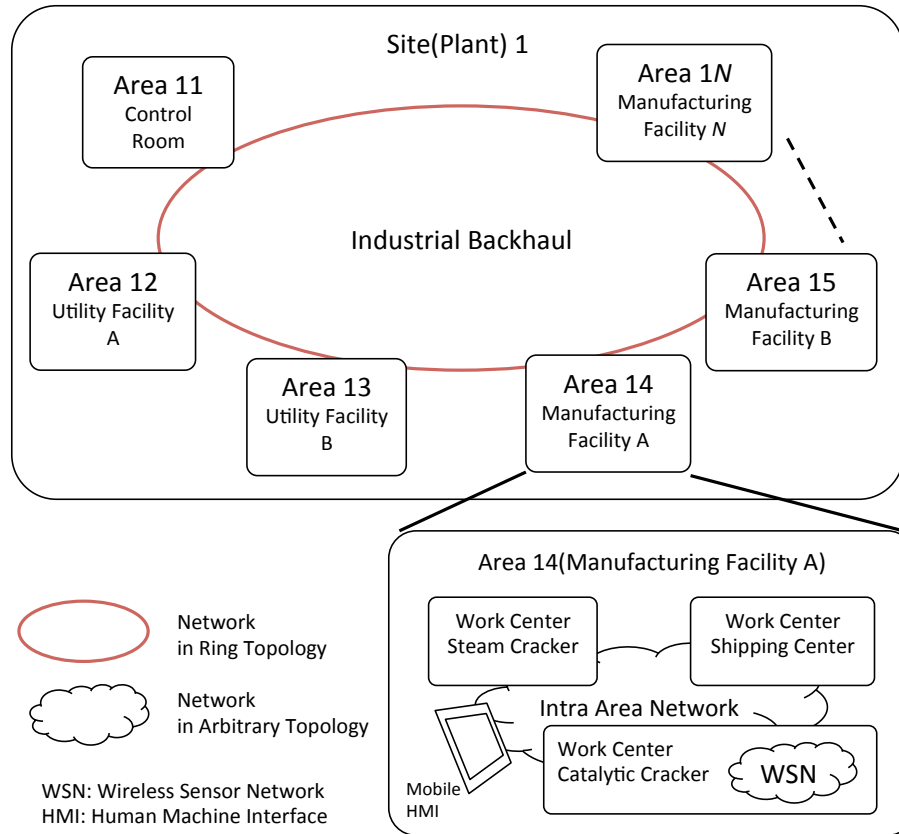 Site(Plant) 1
Area 11
Control
Room
Area 1N
Manufacturing
Facility N
Industrial Backhaul
Area 12
Utility Facility
A
Area 15
Manufacturing
Facility B
Area 13
Utility Facility
B
Area 14
Manufacturing
Facility A
Area 14(Manufacturing Facility A)
Work Center
Steam Cracker
Work Center
Shipping Center
Intra Area Network
Work Center
Catalytic Cracker
WSN
Mobile
HMI
Network
in Ring Topology
Network
in Arbitrary Topology
WSN: Wireless Sensor Network
HMI: Human Machine Interface